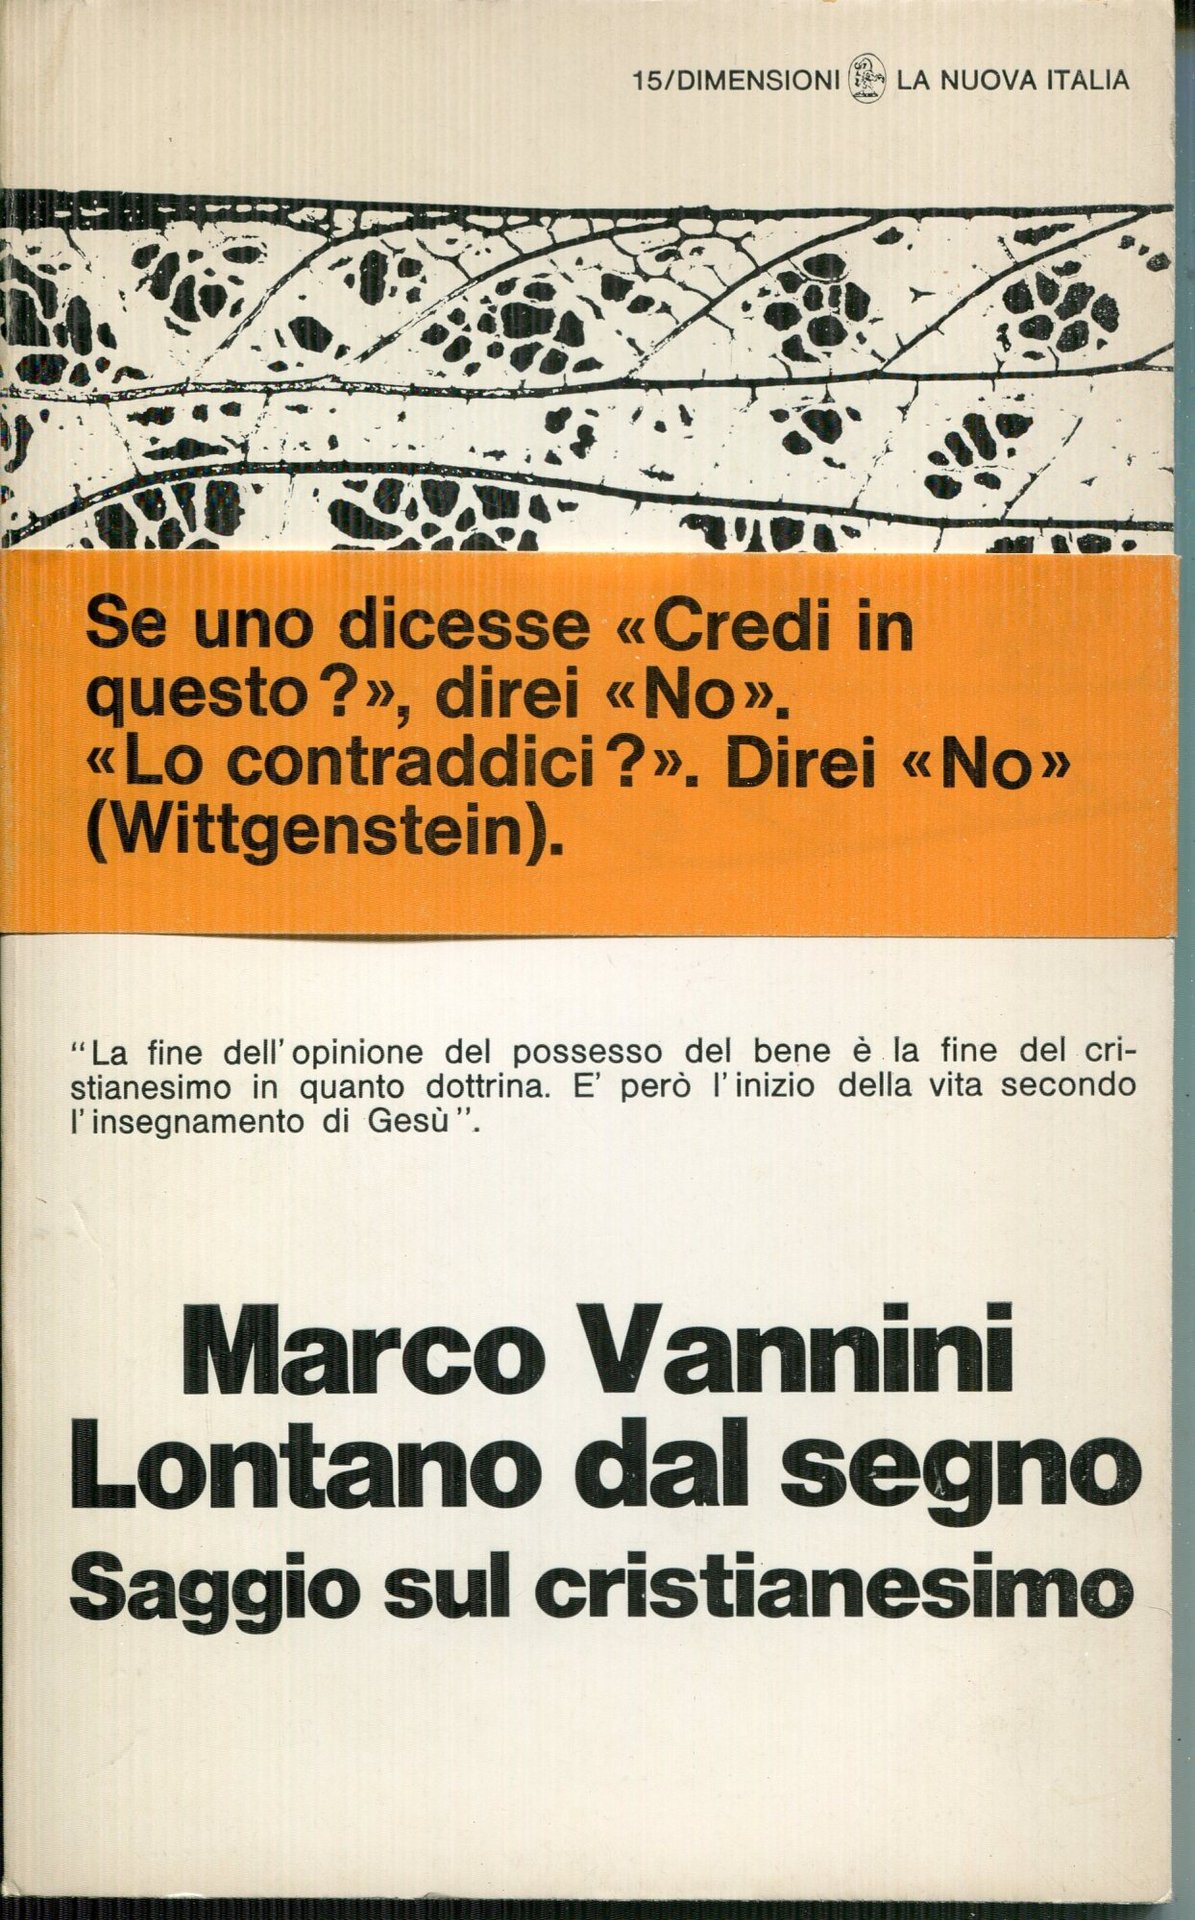 15/DIMENSIONI LA NUOVA ITALIA
Se uno dicesse «Credi in
questo?», direi «No».
«Lo contraddici?». Direi «No»
(Wittgenstein).
"La fine dell'opinione del possesso del bene è la fine del cri-
stianesimo in quanto dottrina. E' però l'inizio della vita secondo
l'insegnamento di Gesù".
Marco Vannini
Lontano dal segno
Saggio sul cristianesimo